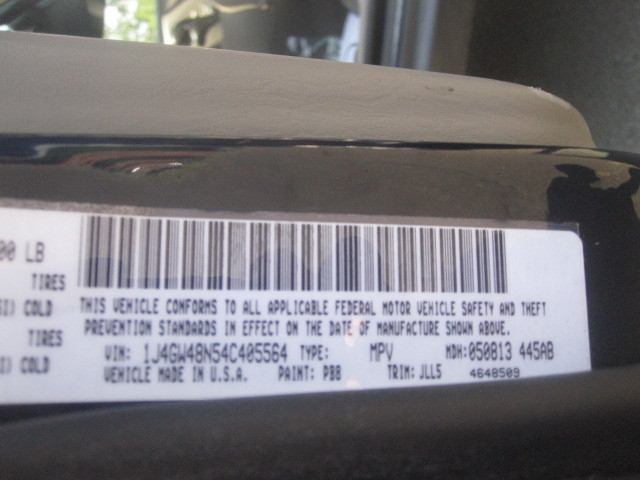 00 LB
TIRES
SI) COLD
TIRES
SI) COLD
THIS VEHICLE CONFORMS TO ALL APPLICABLE FEDERAL MOTOR VEHICLE SAFETY AND THEFT
PREVENTION STANDARDS IN EFFECT ON THE DATE OF MANUFACTURE SHOWN ABOVE.
VIN: 1J4GW48N54C405564 TYPE: MPV MDH: 050813 445AB
VEHICLE MADE IN U.S.A. PAINT: PB8 TRIM: JLL5 4648509